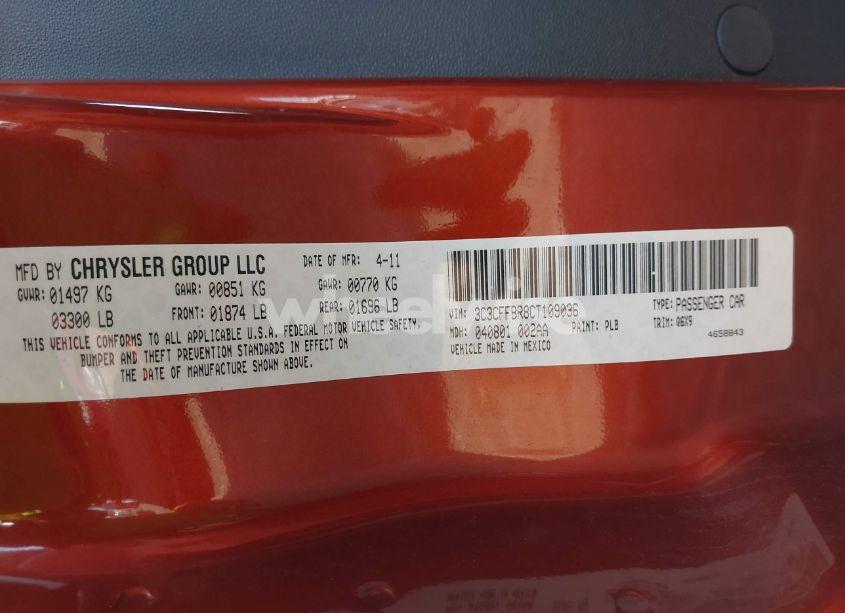 MFD BY CHRYSLER GROUP LLC DATE OF MFR: 4-11
GVWR: 01497 KG GAWR: 00851 KG GAWR: 00770 KG
03300 LB FRONT: 01874 LB REAR: 01696 LB
THIS VEHICLE CONFORMS TO ALL APPLICABLE U.S.A. FEDERAL MOTOR VEHICLE SAFETY,
BUMPER AND THEFT PREVENTION STANDARDS IN EFFECT ON
THE DATE OF MANUFACTURE SHOWN ABOVE.
VIN: 3C3CFFBR8CT109096 TYPE: PASSENGER CAR
MDH: 040801 002AA PAINT: PLB TRIM: Q6X9
VEHICLE MADE IN MEXICO 4658843